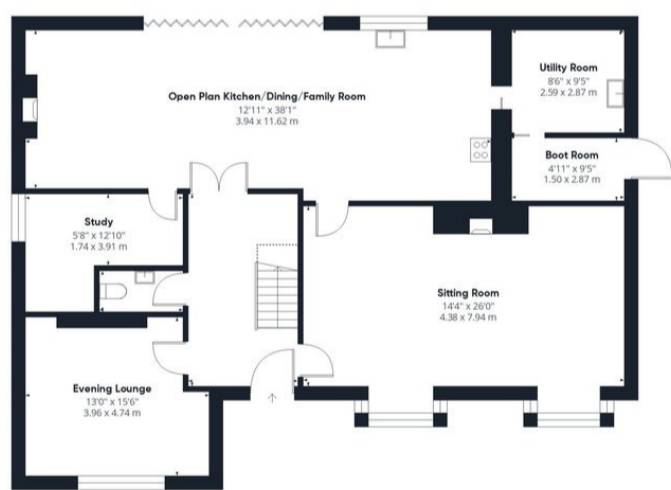 Open Plan Kitchen/Dining/Family Room
12'11" x 38'1"
3.94 x 11.62 m
Utility Room
8'6" x 9'5"
2.59 x 2.87 m
Boot Room
4'11" x 9'5"
1.50 x 2.87 m
Study
5'8" x 12'10"
1.74 x 3.91 m
Sitting Room
14'4" x 26'0"
4.38 x 7.94 m
Evening Lounge
13'0" x 15'6"
3.96 x 4.74 m